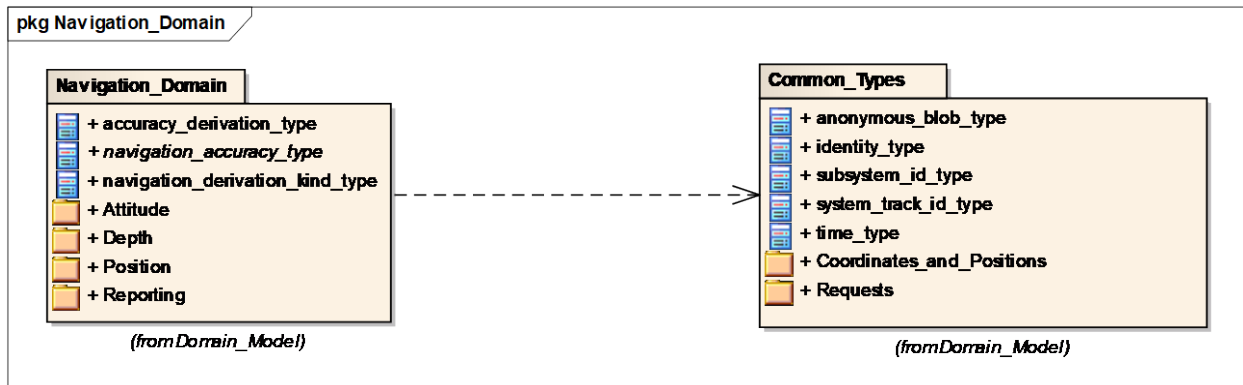 pkg Navigation_Domain
Navigation_Domain
+ accuracy_derivation_type
+ navigation_accuracy_type
+ navigation_derivation_kind_type
+ Attitude
+ Depth
+ Position
+ Reporting
(from Domain_Model)
Common_Types
+ anonymous_blob_type
+ identity_type
+ subsystem_id_type
+ system_track_id_type
+ time_type
+ Coordinates_and_Positions
+ Requests
(from Domain_Model)